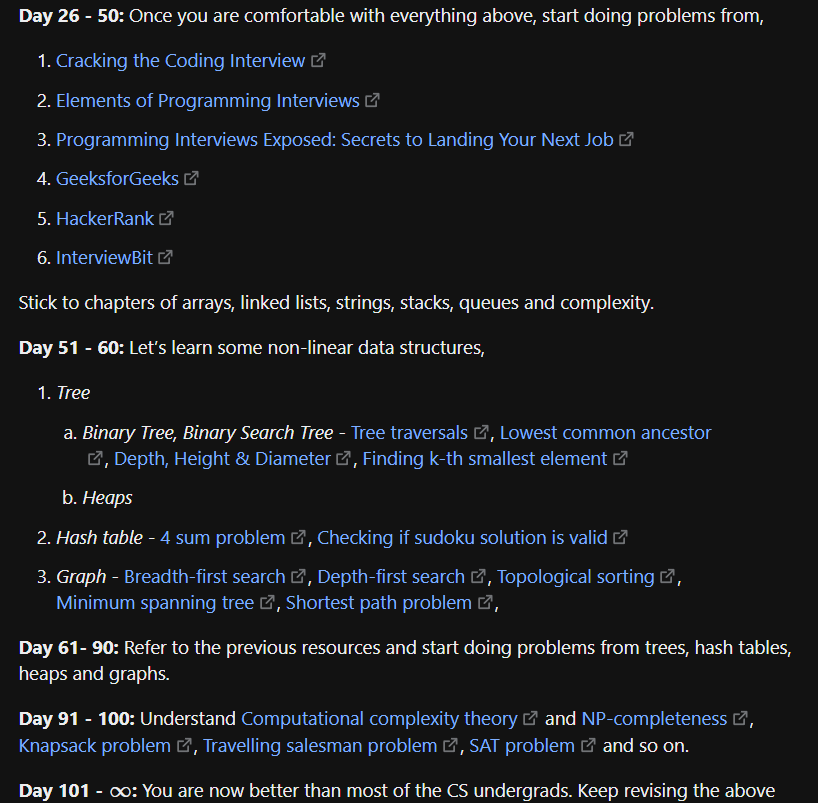 Day 26 - 50: Once you are comfortable with everything above, start doing problems from,
1. Cracking the Coding Interview
2. Elements of Programming Interviews
3. Programming Interviews Exposed: Secrets to Landing Your Next Job
4. GeeksforGeeks
5. HackerRank
6. InterviewBit
Stick to chapters of arrays, linked lists, strings, stacks, queues and complexity.
Day 51 - 60: Let’s learn some non-linear data structures,
1. Tree
a. Binary Tree, Binary Search Tree - Tree traversals, Lowest common ancestor
, Depth, Height & Diameter, Finding k-th smallest element
b. Heaps
2. Hash table - 4 sum problem, Checking if sudoku solution is valid
3. Graph - Breadth-first search, Depth-first search, Topological sorting,
Minimum spanning tree, Shortest path problem,
Day 61- 90: Refer to the previous resources and start doing problems from trees, hash tables,
heaps and graphs.
Day 91 - 100: Understand Computational complexity theory and NP-completeness,
Knapsack problem, Travelling salesman problem, SAT problem and so on.
Day 101 - ∞: You are now better than most of the CS undergrads. Keep revising the above